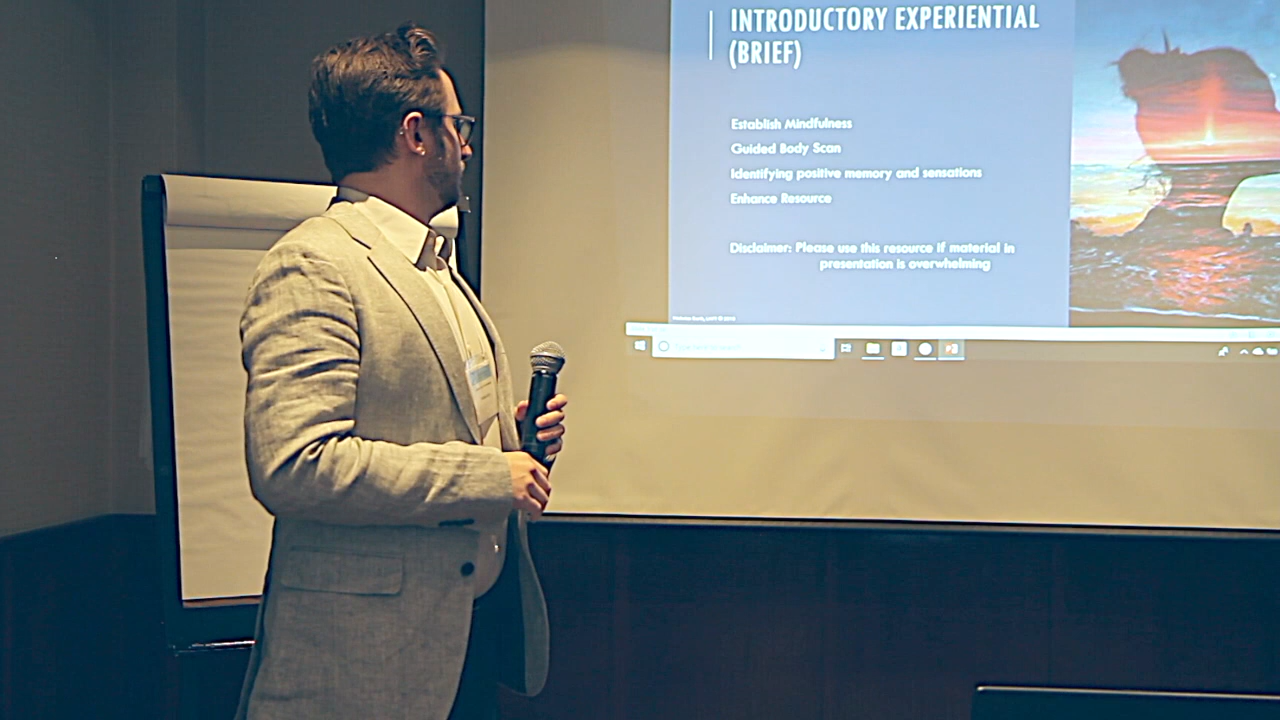 INTRODUCTORY EXPERIENTIAL
(BRIEF)
Establish Mindfulness
Guided Body Scan
Identifying positive memory and sensations
Enhance Resource
Disclaimer: Please use this resource if material in
presentation is overwhelming